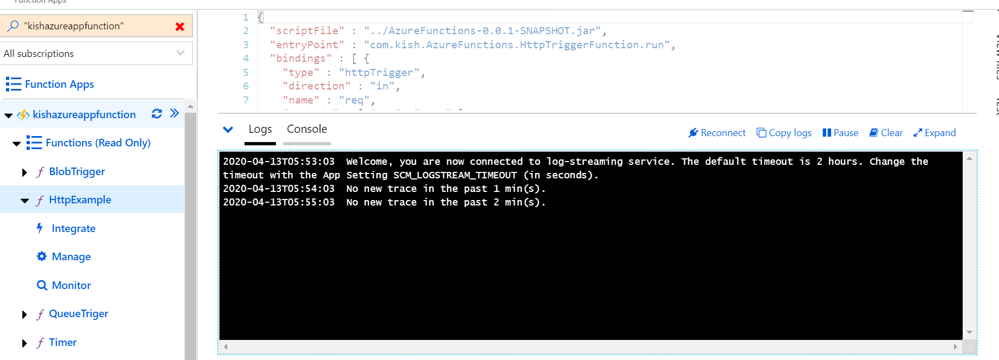 Function Apps
"kishazureappfunction"
All subscriptions
Function Apps
kishazureappfunction
Functions (Read Only)
f BlobTrigger
f HttpExample
Integrate
Manage
Monitor
f QueueTriger
f Timer
1 {
2 "scriptFile" : "../AzureFunctions-0.0.1-SNAPSHOT.jar",
3 "entryPoint" : "com.kish.AzureFunctions.HttpTriggerFunction.run",
4 "bindings" : [ {
5 "type" : "httpTrigger",
6 "direction" : "in",
7 "name" : "req",
Logs Console
Reconnect Copy logs Pause Clear Expand
2020-04-13T05:53:03 Welcome, you are now connected to log-streaming service. The default timeout is 2 hours. Change the
timeout with the App Setting SCM_LOGSTREAM_TIMEOUT (in seconds).
2020-04-13T05:54:03 No new trace in the past 1 min(s).
2020-04-13T05:55:03 No new trace in the past 2 min(s).